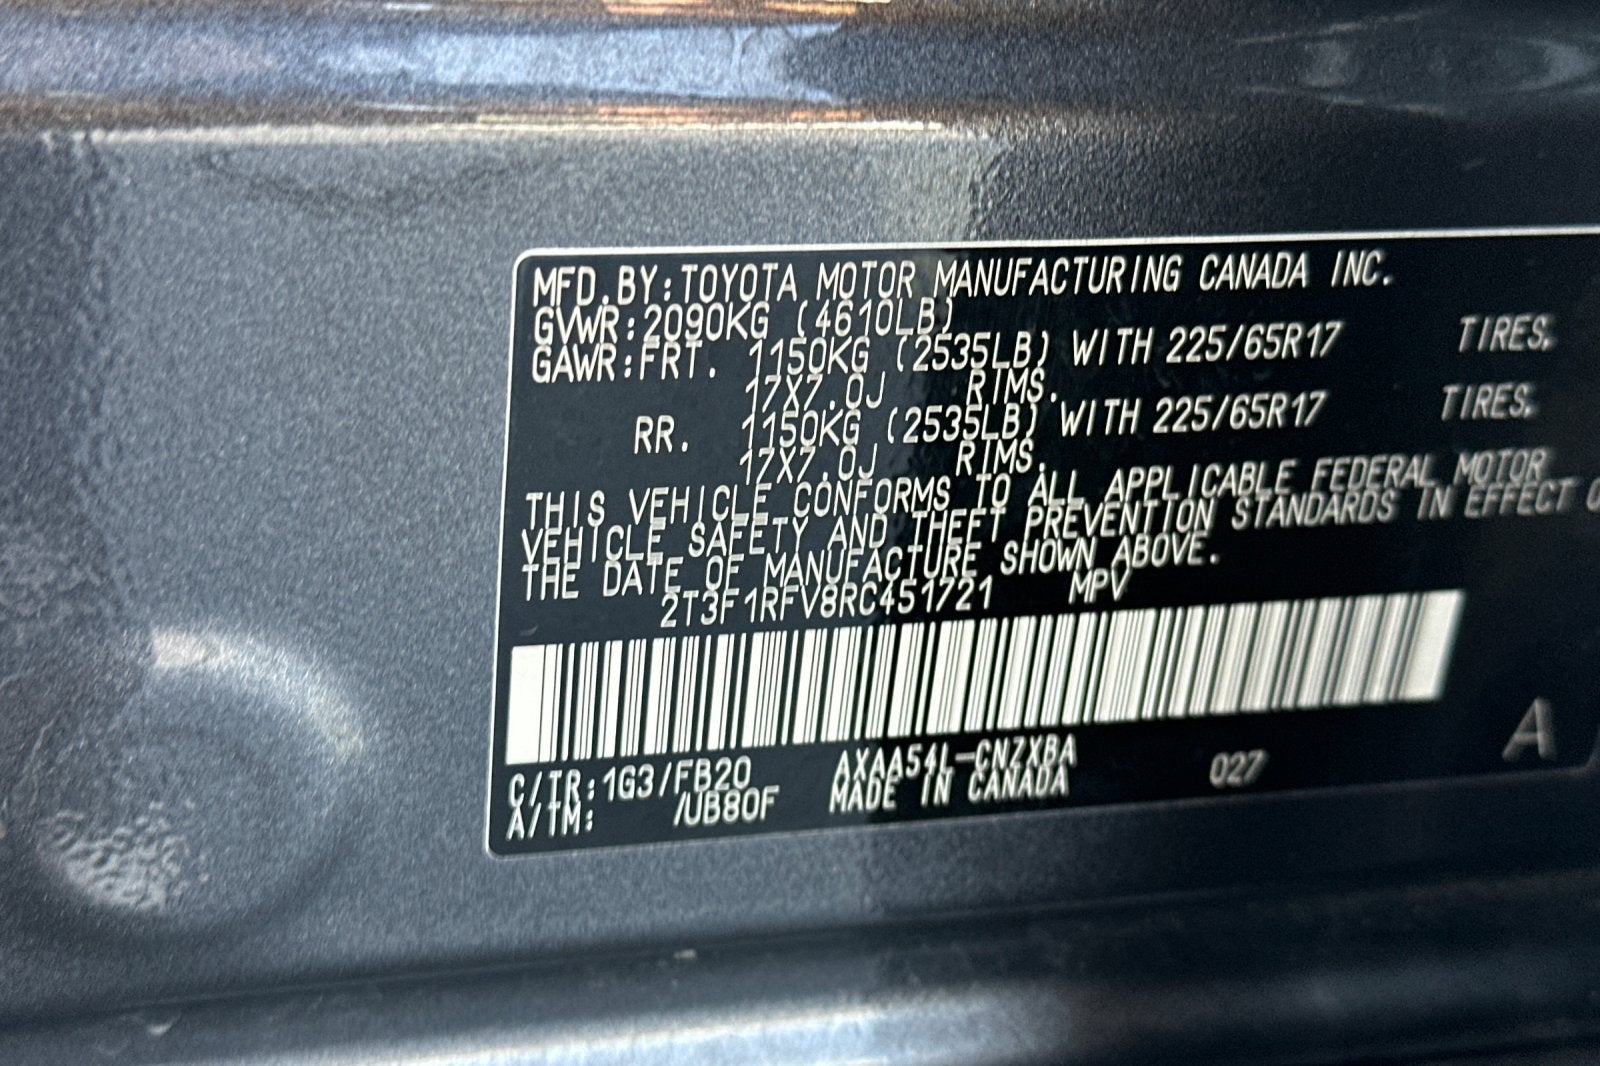 MFD.BY:TOYOTA MOTOR MANUFACTURING CANADA INC.
GVWR:2090KG (4610LB)
GAWR:FRT. 1150KG (2535LB) WITH 225/65R17 TIRES,
17X7.0J RIMS.
RR. 1150KG (2535LB) WITH 225/65R17 TIRES,
17X7.0J RIMS.
THIS VEHICLE CONFORMS TO ALL APPLICABLE FEDERAL MOTOR
VEHICLE SAFETY AND THEFT PREVENTION STANDARDS IN EFFECT
THE DATE OF MANUFACTURE SHOWN ABOVE.
2T3F1RFV8RC451721 MPV
C/TR:1G3/FB20 AXAA54L-CNZXBA 027 A
A/TM: /UB80F MADE IN CANADA